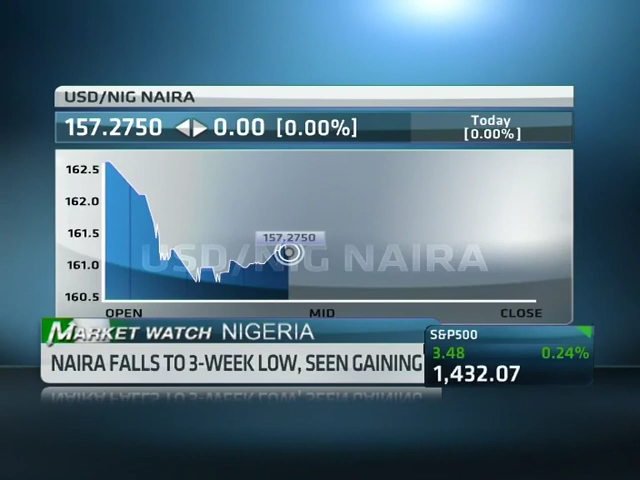 USD/NIG NAIRA
157.2750 0.00 [0.00%]
Today
[0.00%]
162.5
162.0
161.5
161.0
160.5
157.2750
USD/NIG NAIRA
OPEN MID CLOSE
MARKET WATCH NIGERIA
NAIRA FALLS TO 3-WEEK LOW, SEEN GAINING
S&P500
3.48 0.24%
1,432.07